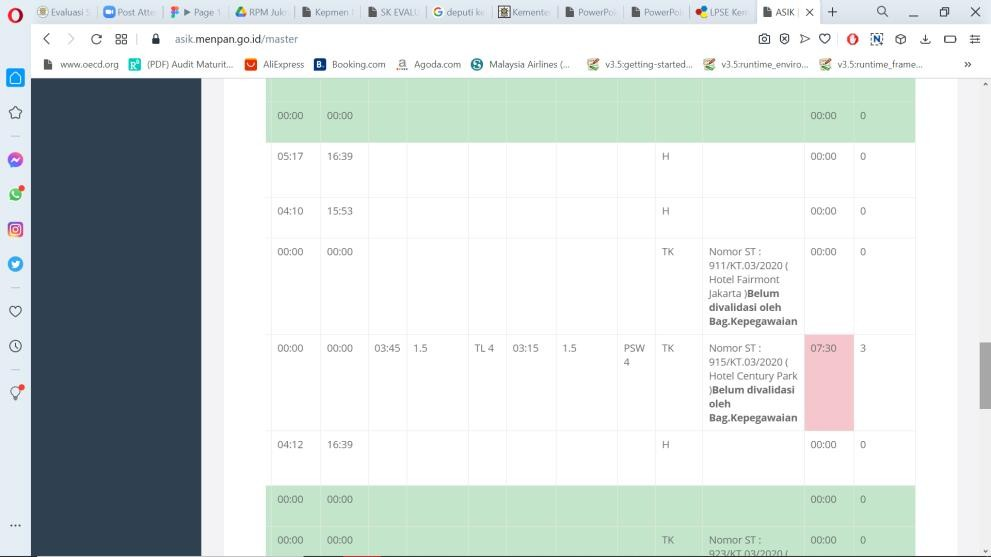 Evaluasi S
Post Atte
▶ Page 1
RPM Juk
Kepmen
SK EVALU
deputi ke
Kemente
PowerPoi
PowerPoi
LPSE Kem
ASIK |
asik.menpan.go.id/master
www.oecd.org
(PDF) Audit Maturit...
AliExpress
Booking.com
Agoda.com
Malaysia Airlines (...
v3.5:getting-started...
v3.5:runtime_enviro...
v3.5:runtime_frame...
»
00:00 00:00 00:00 0
05:17 16:39 H 00:00 0
04:10 15:53 H 00:00 0
00:00 00:00 TK Nomor ST : 00:00 0
911/KT.03/2020 (
Hotel Fairmont
Jakarta )Belum
divalidasi oleh
Bag.Kepegawaian
00:00 00:00 03:45 1.5 TL 4 03:15 1.5 PSW TK Nomor ST : 07:30 3
4 915/KT.03/2020 (
Hotel Century Park
)Belum divalidasi
oleh
Bag.Kepegawaian
04:12 16:39 H 00:00 0
00:00 00:00 00:00 0
00:00 00:00 TK Nomor ST : 00:00 0
923/KT.03/2020 (